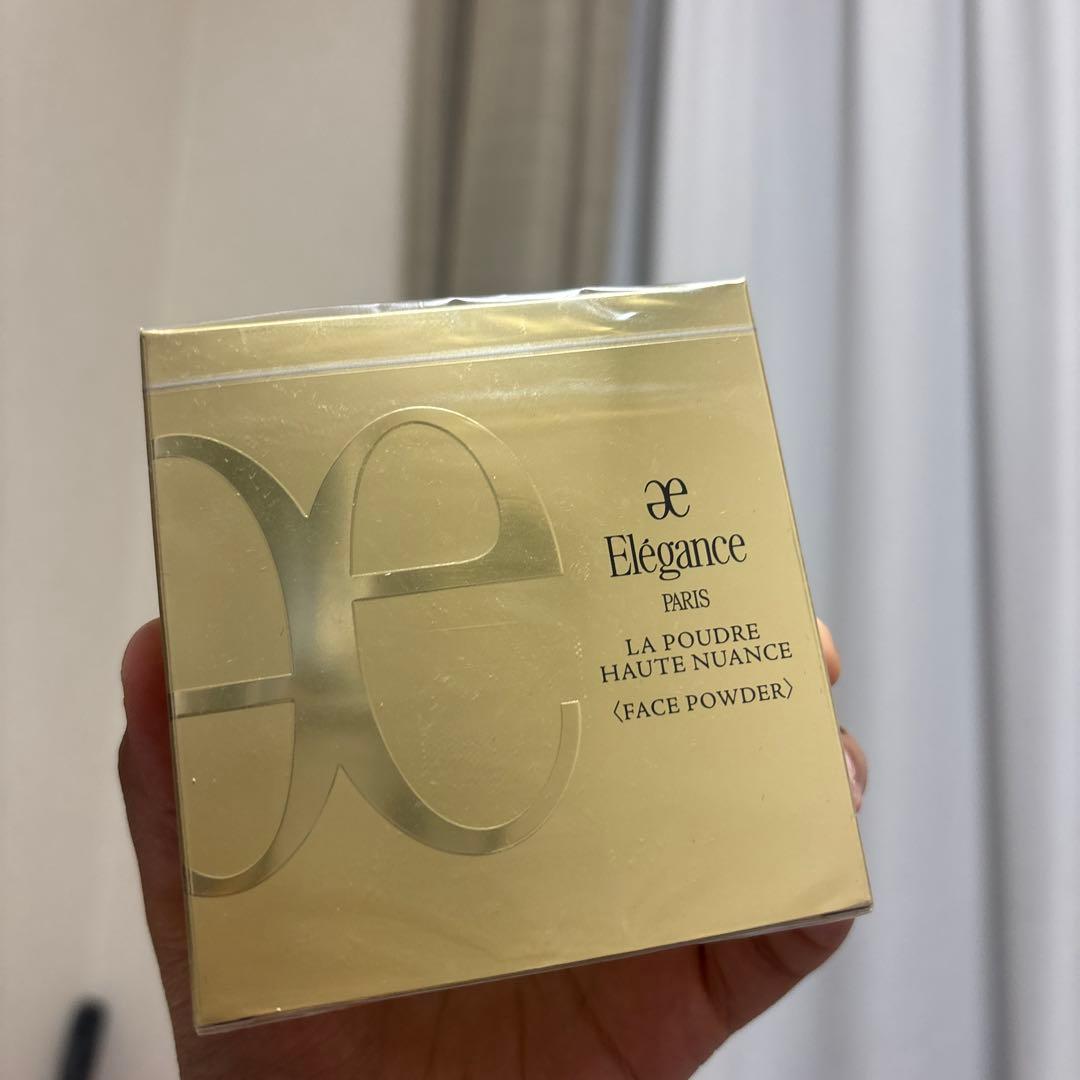 Elégance
PARIS
LA POUDRE
HAUTE NUANCE
〈FACE POWDER〉